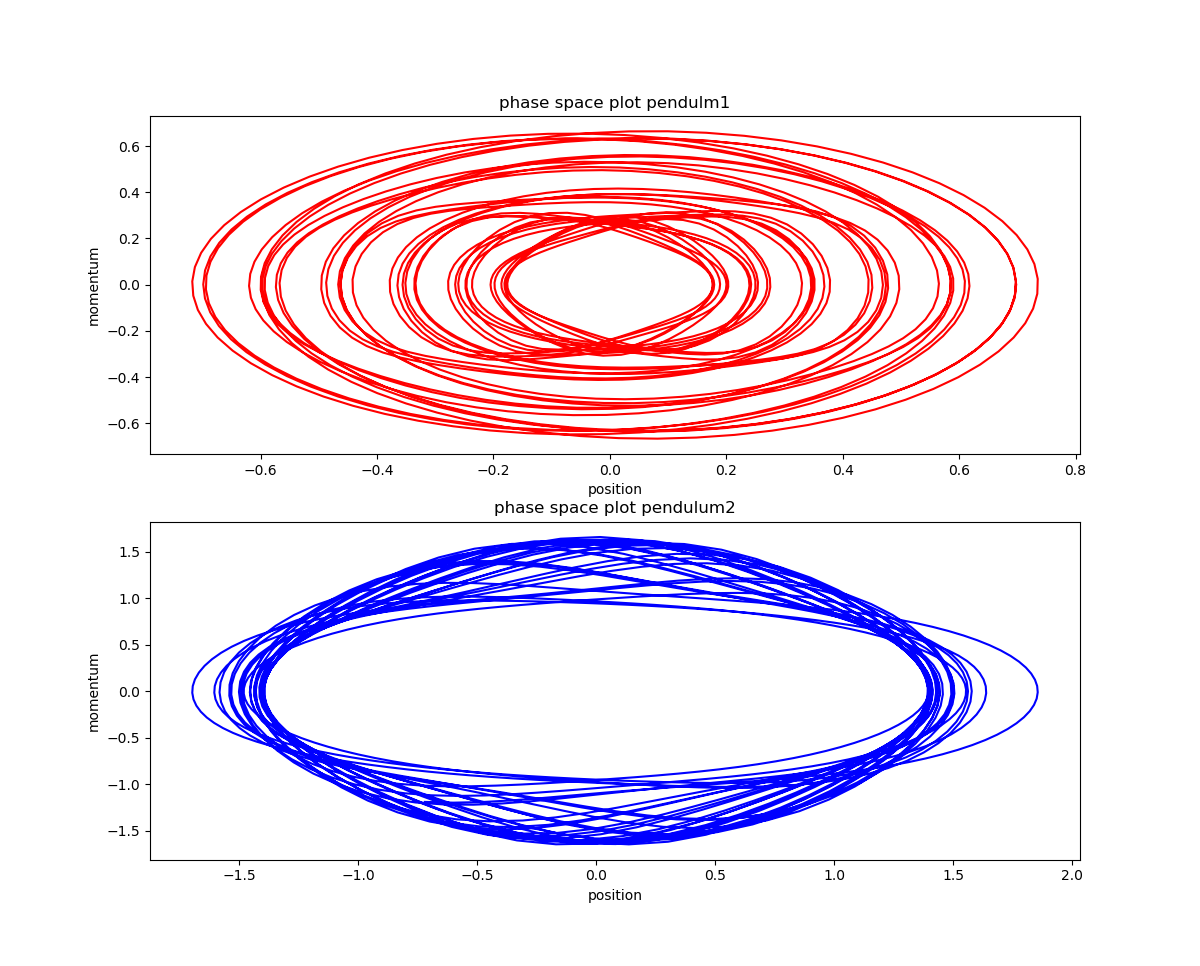 phase space plot pendulm1
momentum
0.6
0.4
0.2
0.0
−0.2
−0.4
−0.6
−0.6 −0.4 −0.2 0.0 0.2 0.4 0.6 0.8
position
phase space plot pendulum2
momentum
1.5
1.0
0.5
0.0
−0.5
−1.0
−1.5
−1.5 −1.0 −0.5 0.0 0.5 1.0 1.5 2.0
position